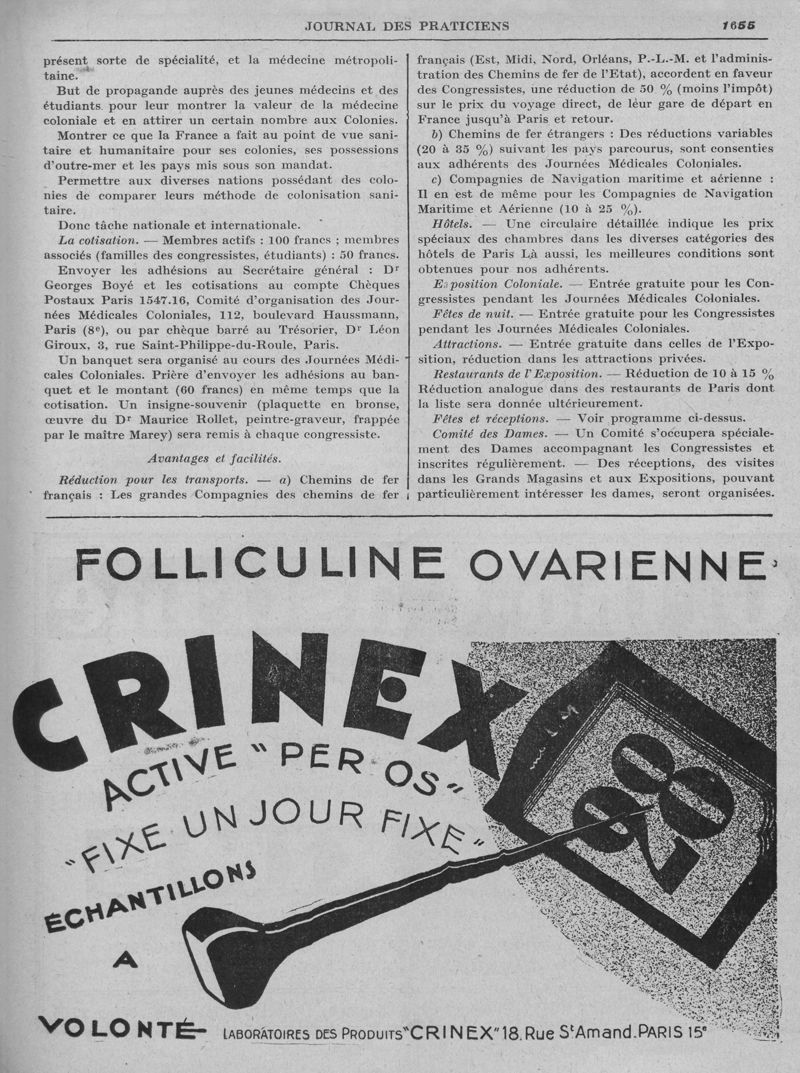 JOURNAL DES PRATICIENS 1655
présent sorte de spécialité, et la médecine métropoli-
taine.
But de propagande auprès des jeunes médecins et des
étudiants pour leur montrer la valeur de la médecine
coloniale et en attirer un certain nombre aux Colonies.
Montrer ce que la France a fait au point de vue sani-
taire et humanitaire pour ses colonies, ses possessions
d'outre-mer et les pays mis sous son mandat.
Permettre aux diverses nations possédant des colo-
nies de comparer leurs méthode de colonisation sani-
taire.
Donc tâche nationale et internationale.
La cotisation. — Membres actifs : 100 francs ; membres
associés (familles des congressistes, étudiants) : 50 francs.
Envoyer les adhésions au Secrétaire général : Dr
Georges Boyé et les cotisations au compte Chèques
Postaux Paris 1547.16, Comité d'organisation des Jour-
nées Médicales Coloniales, 112, boulevard Haussmann,
Paris (8e), ou par chèque barré au Trésorier, Dr Léon
Giroux, 3, rue Saint-Philippe-du-Roule, Paris.
Un banquet sera organisé au cours des Journées Médi-
cales Coloniales. Prière d'envoyer les adhésions au ban-
quet et le montant (60 francs) en même temps que la
cotisation. Un insigne-souvenir (plaquette en bronse,
œuvre du Dr Maurice Rollet, peintre-graveur, frappée
par le maître Marey) sera remis à chaque congressiste.
Avantages et facilités.
Réduction pour les transports. — a) Chemins de fer
français : Les grandes Compagnies des chemins de fer
français (Est, Midi, Nord, Orléans, P.-L.-M. et l'adminis-
tration des Chemins de fer de l'Etat), accordent en faveur
des Congressistes, une réduction de 50 % (moins l'impôt)
sur le prix du voyage direct, de léur gare de départ en
France jusqu'à Paris et retour.
b) Chemins de fer étrangers : Des réductions variables
(20 à 35 %) suivant les pays parcourus, sont consenties
aux adhérents des Journées Médicales Coloniales.
c) Compagnies de Navigation maritime et aérienne :
Il en est de même pour les Compagnies de Navigation
Maritime et Aérienne (10 à 25 %).
Hôtels. — Une circulaire détaillée indique les prix
spéciaux des chambres dans les diverses catégories des
hôtels de Paris Là aussi, les meilleures conditions sont
obtenues pour nos adhérents.
Exposition Coloniale. — Entrée gratuite pour les Con-
gressistes pendant les Journées Médicales Coloniales.
Fêtes de nuit. — Entrée gratuite pour les Congressistes
pendant les Journées Médicales Coloniales.
Attractions. — Entrée gratuite dans celles de l'Expo-
sition, réduction dans les attractions privées.
Restaurants de l'Exposition. — Réduction de 10 à 15 %
Réduction analogue dans des restaurants de Paris dont
la liste sera donnée ultérieurement.
Fêtes et réceptions. — Voir programme ci-dessus.
Comité des Dames. — Un Comité s'occupera spéciale-
ment des Dames accompagnant les Congressistes et
inscrites régulièrement. — Des réceptions, des visites
dans les Grands Magasins et aux Expositions, pouvant
particulièrement intéresser les dames, seront organisées.
FOLLICULINE OVARIENNE
CRINEX
ACTIVE "PER OS"
"FIXE UN JOUR FIXE"
28
ÉCHANTILLONS
A
VOLONTÉ
LABORATOIRES DES PRODUITS "CRINEX" 18, Rue St Amand. PARIS 15e